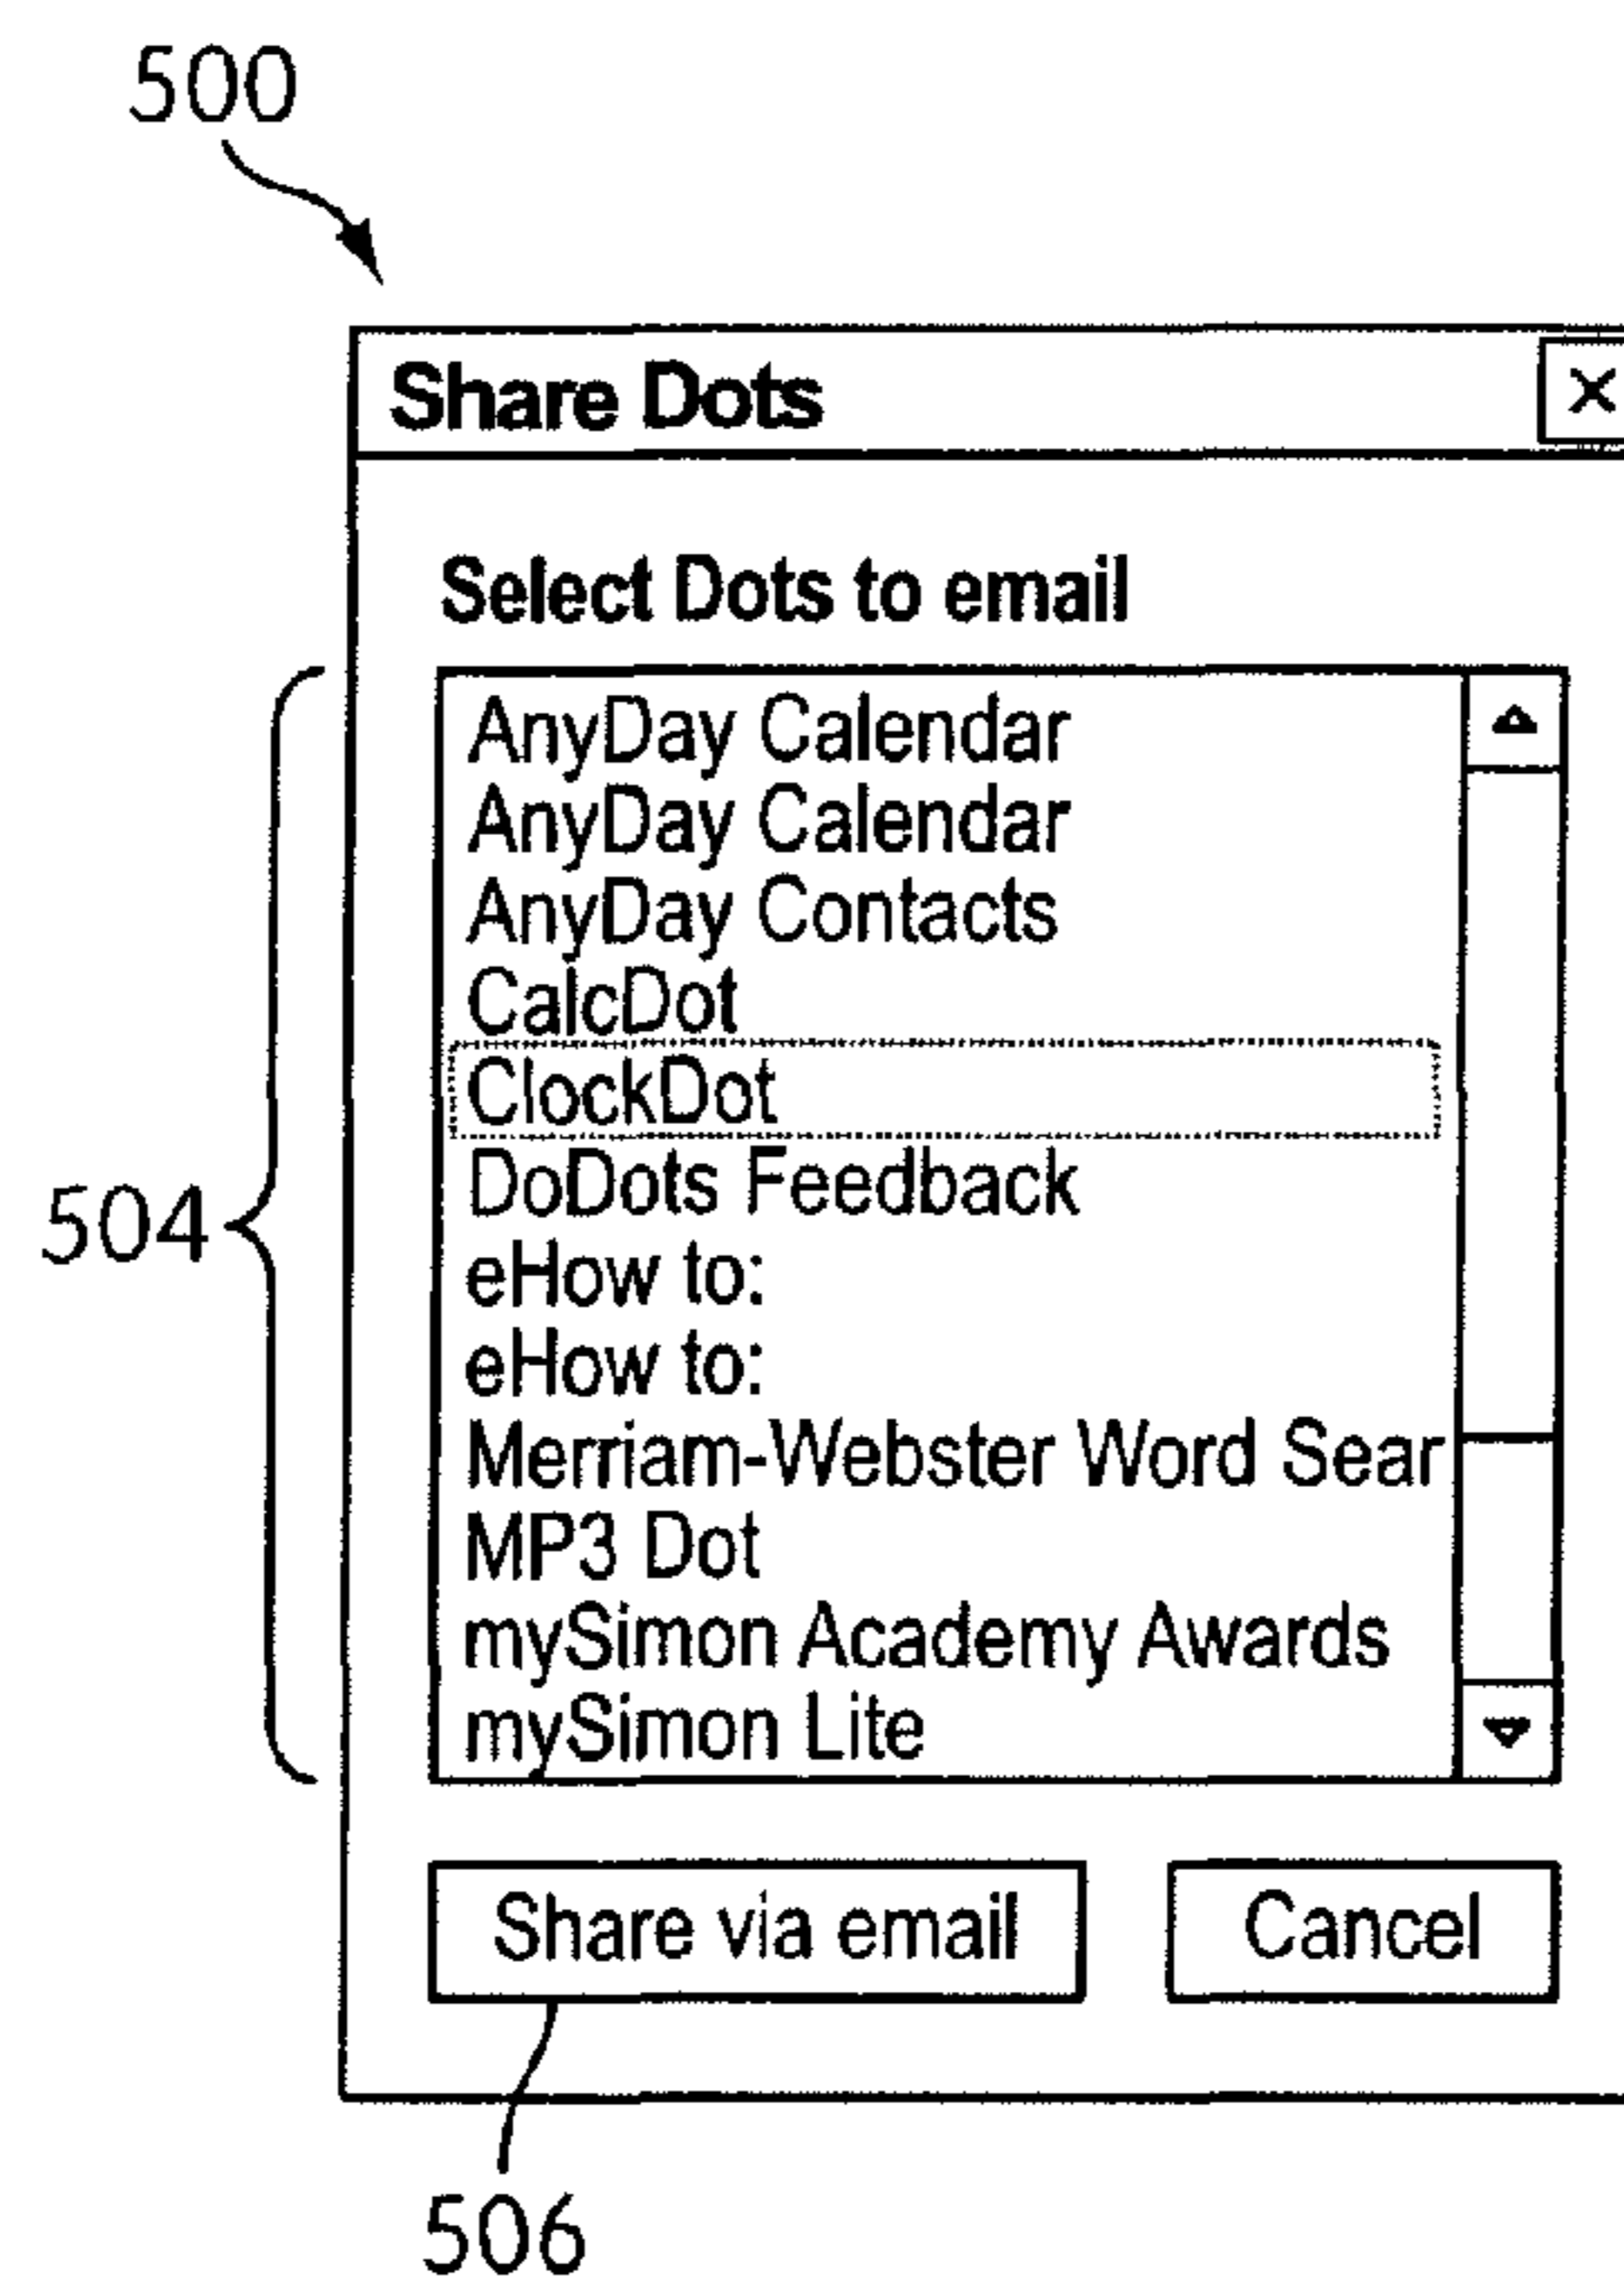 500
Share Dots ×
Select Dots to email
AnyDay Calendar
AnyDay Calendar
AnyDay Contacts
CalcDot
ClockDot
DoDots Feedback
504
eHow to:
eHow to:
Merriam-Webster Word Sear
MP3 Dot
mySimon Academy Awards
mySimon Lite
Share via email Cancel
506